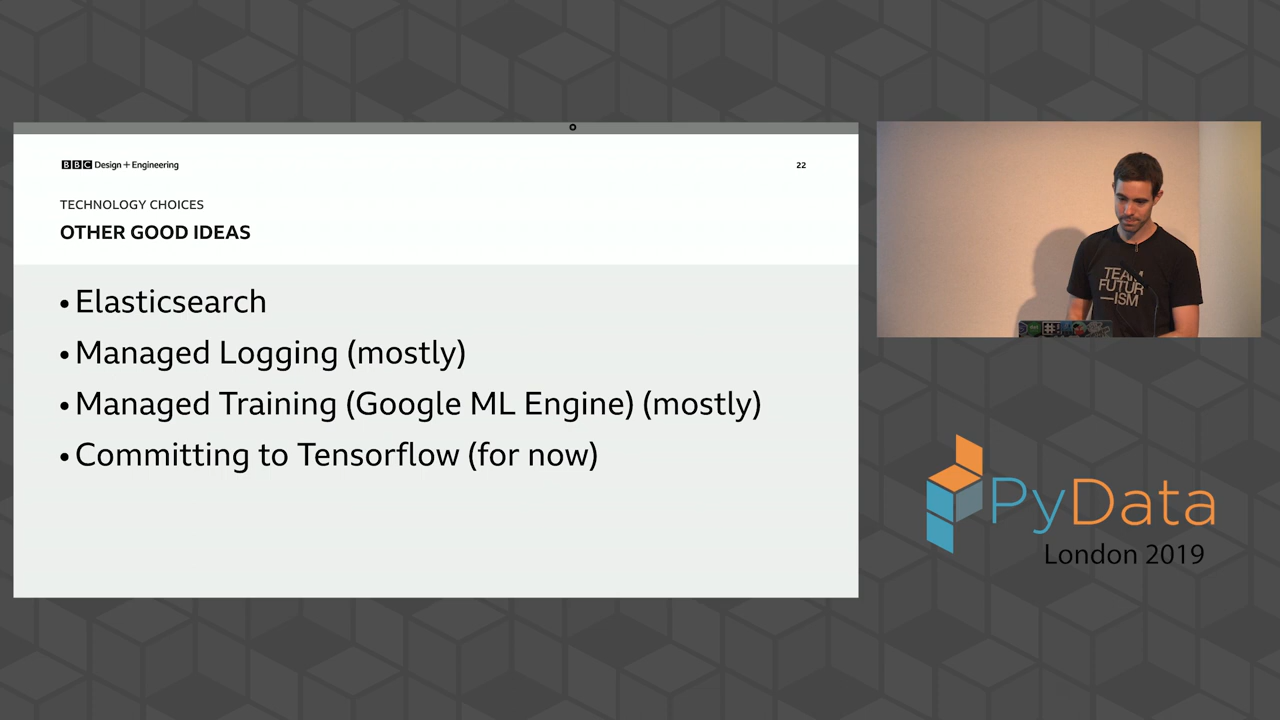 BBC Design + Engineering
22
TECHNOLOGY CHOICES
OTHER GOOD IDEAS
• Elasticsearch
• Managed Logging (mostly)
• Managed Training (Google ML Engine) (mostly)
• Committing to Tensorflow (for now)
TEAM
FUTUR
—ISM
PyData
London 2019